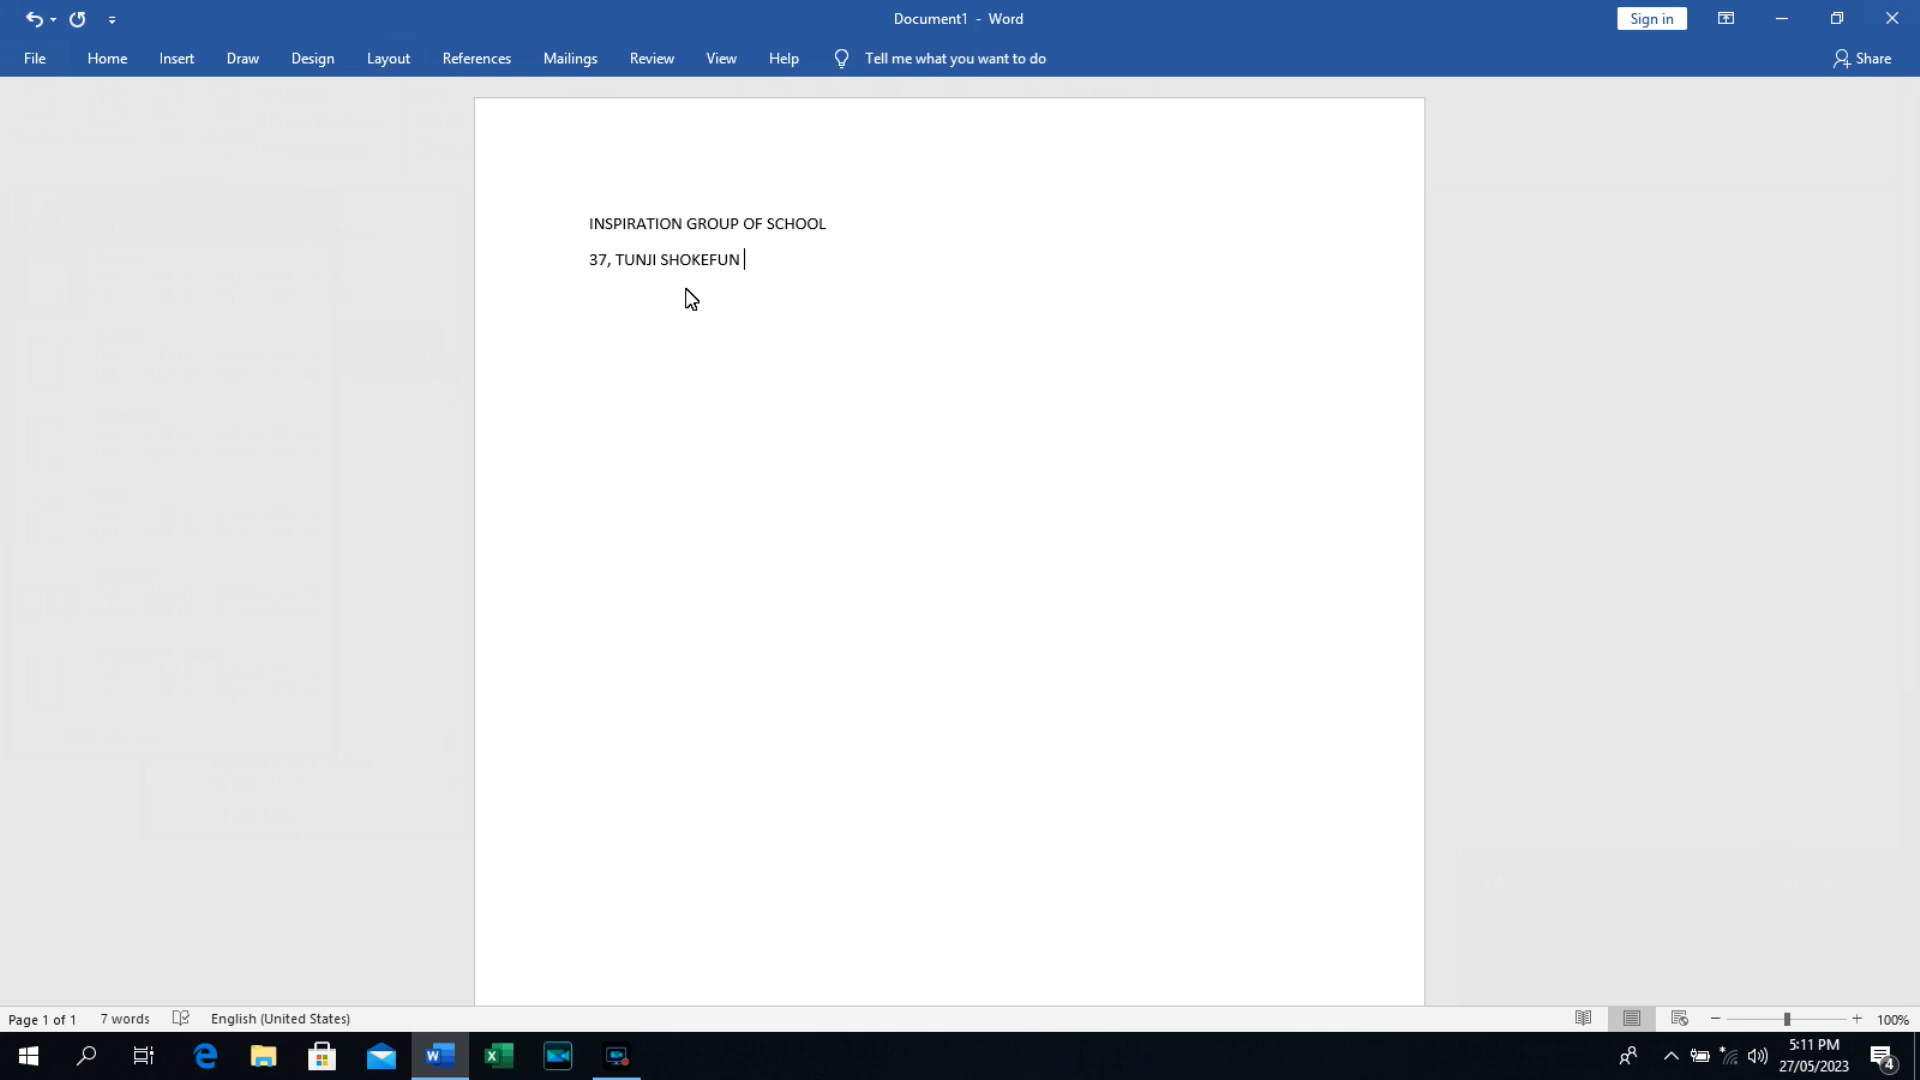 Document1 - Word
Sign in
File Home Insert Draw Design Layout References Mailings Review View Help Tell me what you want to do Share
INSPIRATION GROUP OF SCHOOL
37, TUNJI SHOKEFUN
Page 1 of 1 7 words English (United States) 100%
5:11 PM
27/05/2023
4